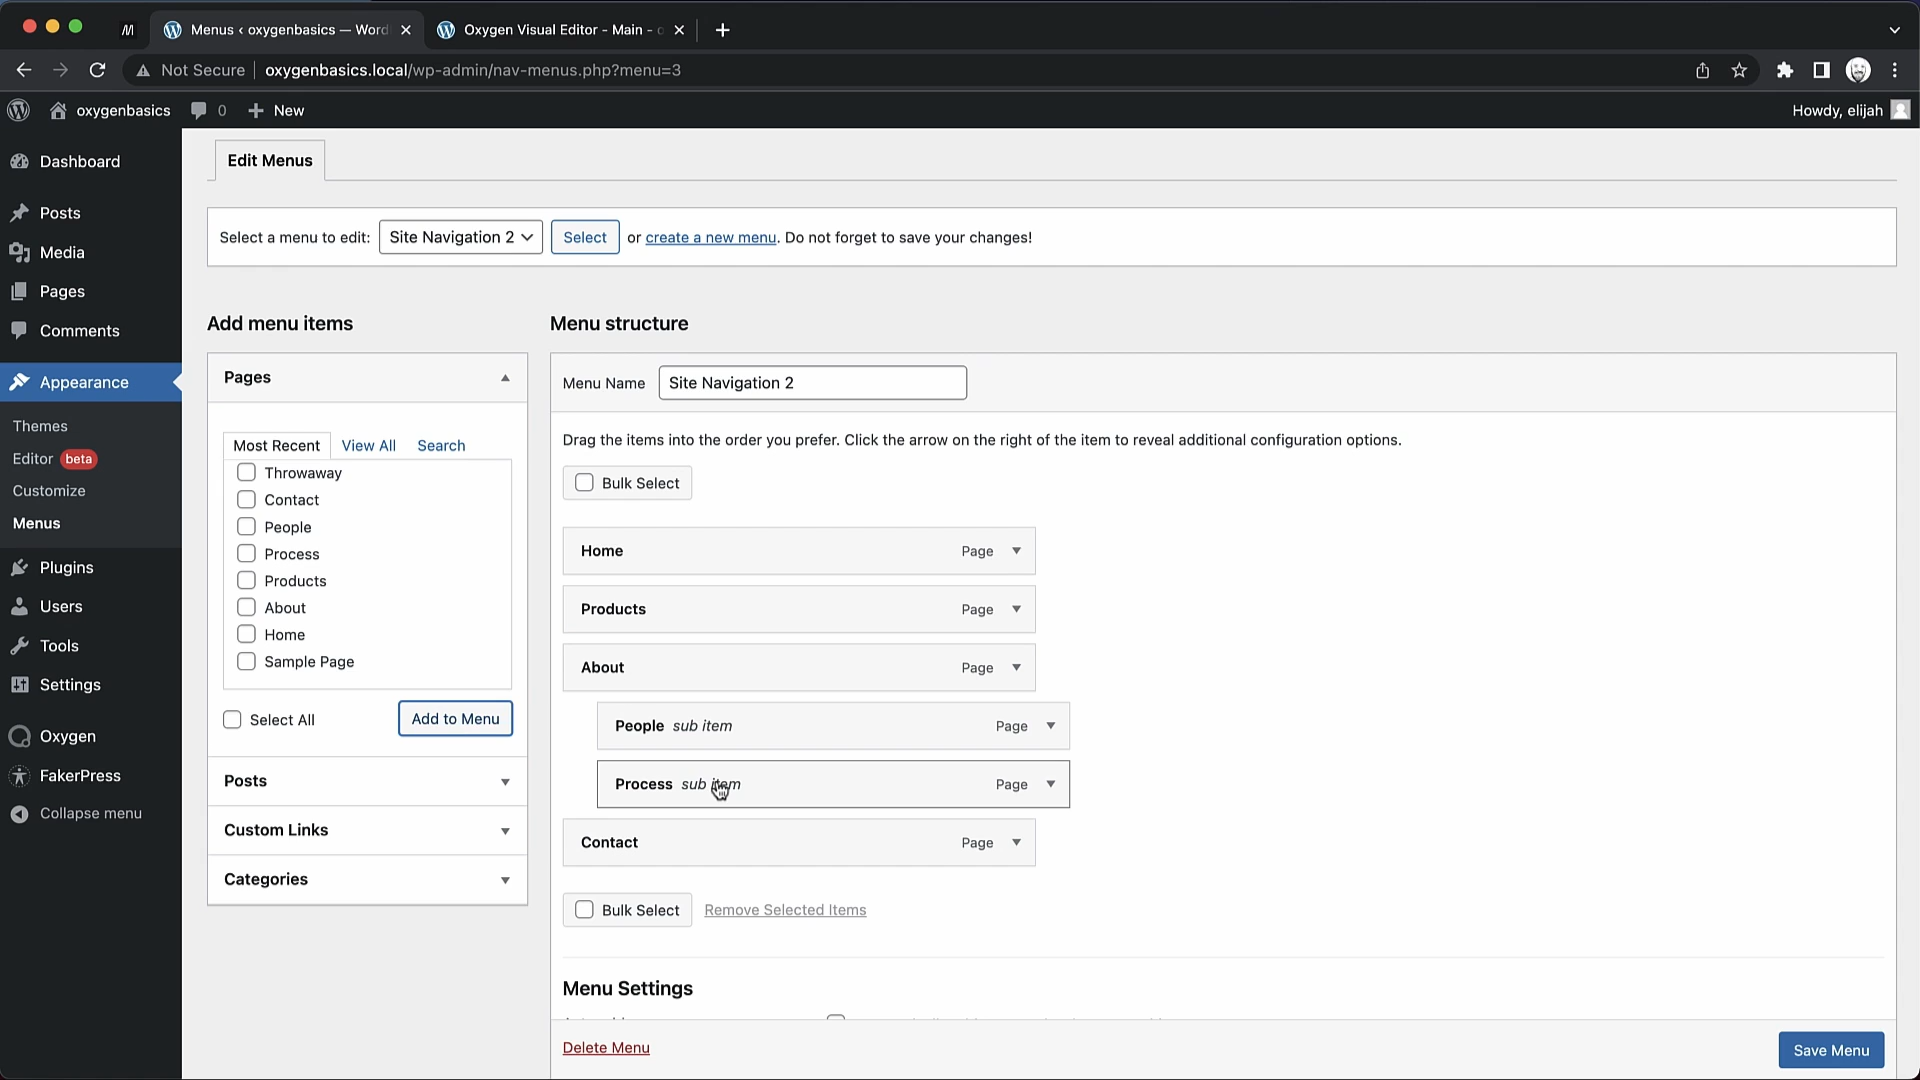 Menus ‹ oxygenbasics — Word
Oxygen Visual Editor - Main -
Not Secure
oxygenbasics.local/wp-admin/nav-menus.php?menu=3
oxygenbasics
0
New
Howdy, elijah
Dashboard
Posts
Media
Pages
Comments
Appearance
Themes
Editor beta
Customize
Menus
Plugins
Users
Tools
Settings
Oxygen
FakerPress
Collapse menu
Edit Menus
Select a menu to edit: Site Navigation 2 Select or create a new menu. Do not forget to save your changes!
Add menu items
Pages
Most Recent View All Search
Throwaway
Contact
People
Process
Products
About
Home
Sample Page
Select All
Add to Menu
Posts
Custom Links
Categories
Menu structure
Menu Name Site Navigation 2
Drag the items into the order you prefer. Click the arrow on the right of the item to reveal additional configuration options.
Bulk Select
Home Page
Products Page
About Page
People sub item Page
Process sub item Page
Contact Page
Bulk Select Remove Selected Items
Menu Settings
Delete Menu
Save Menu